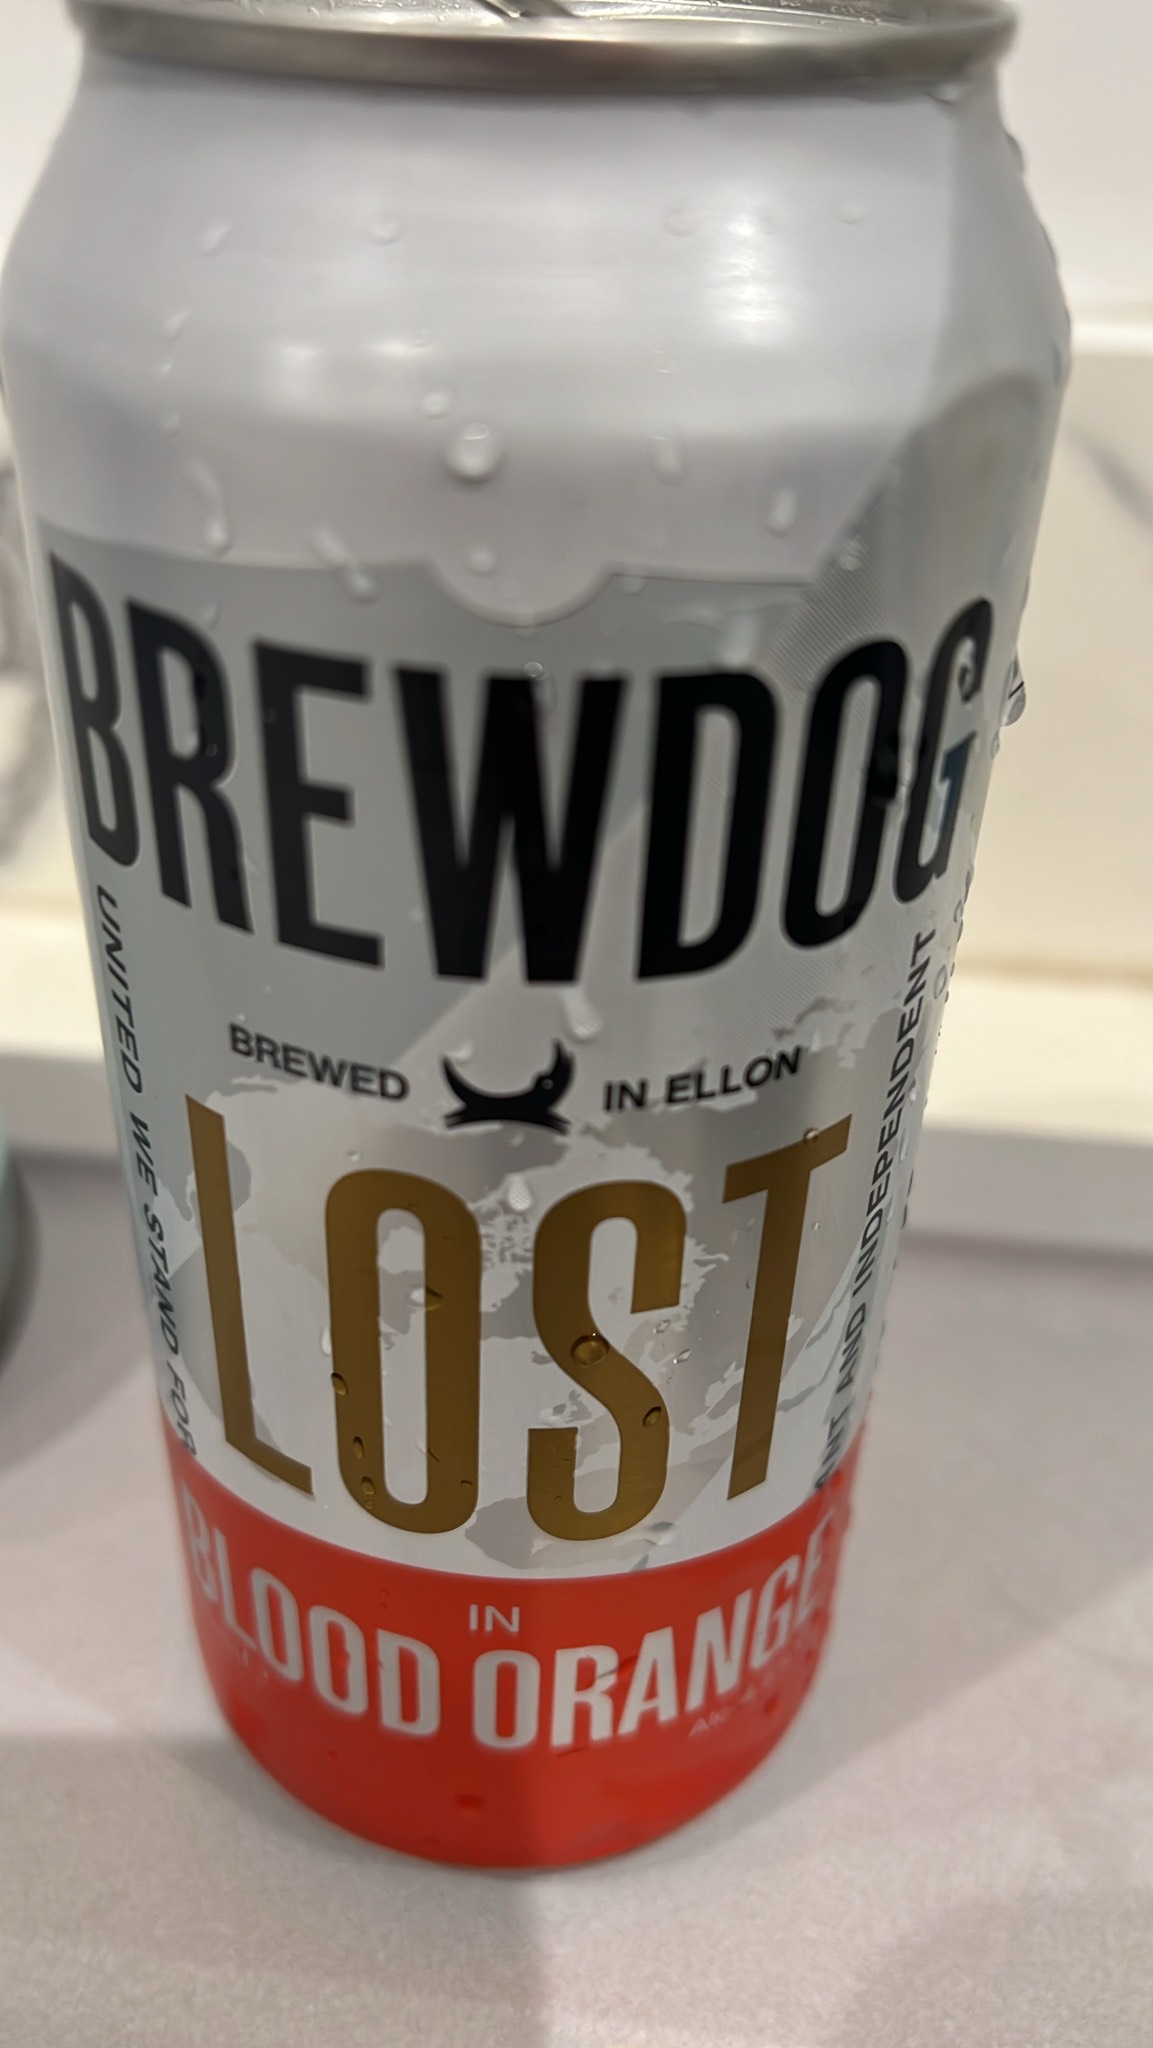 BREWDOG
UNITED WE STAND FOR
BREWED IN ELLON
AND INDEPENDENT
LOST
IN
BLOOD ORANGE